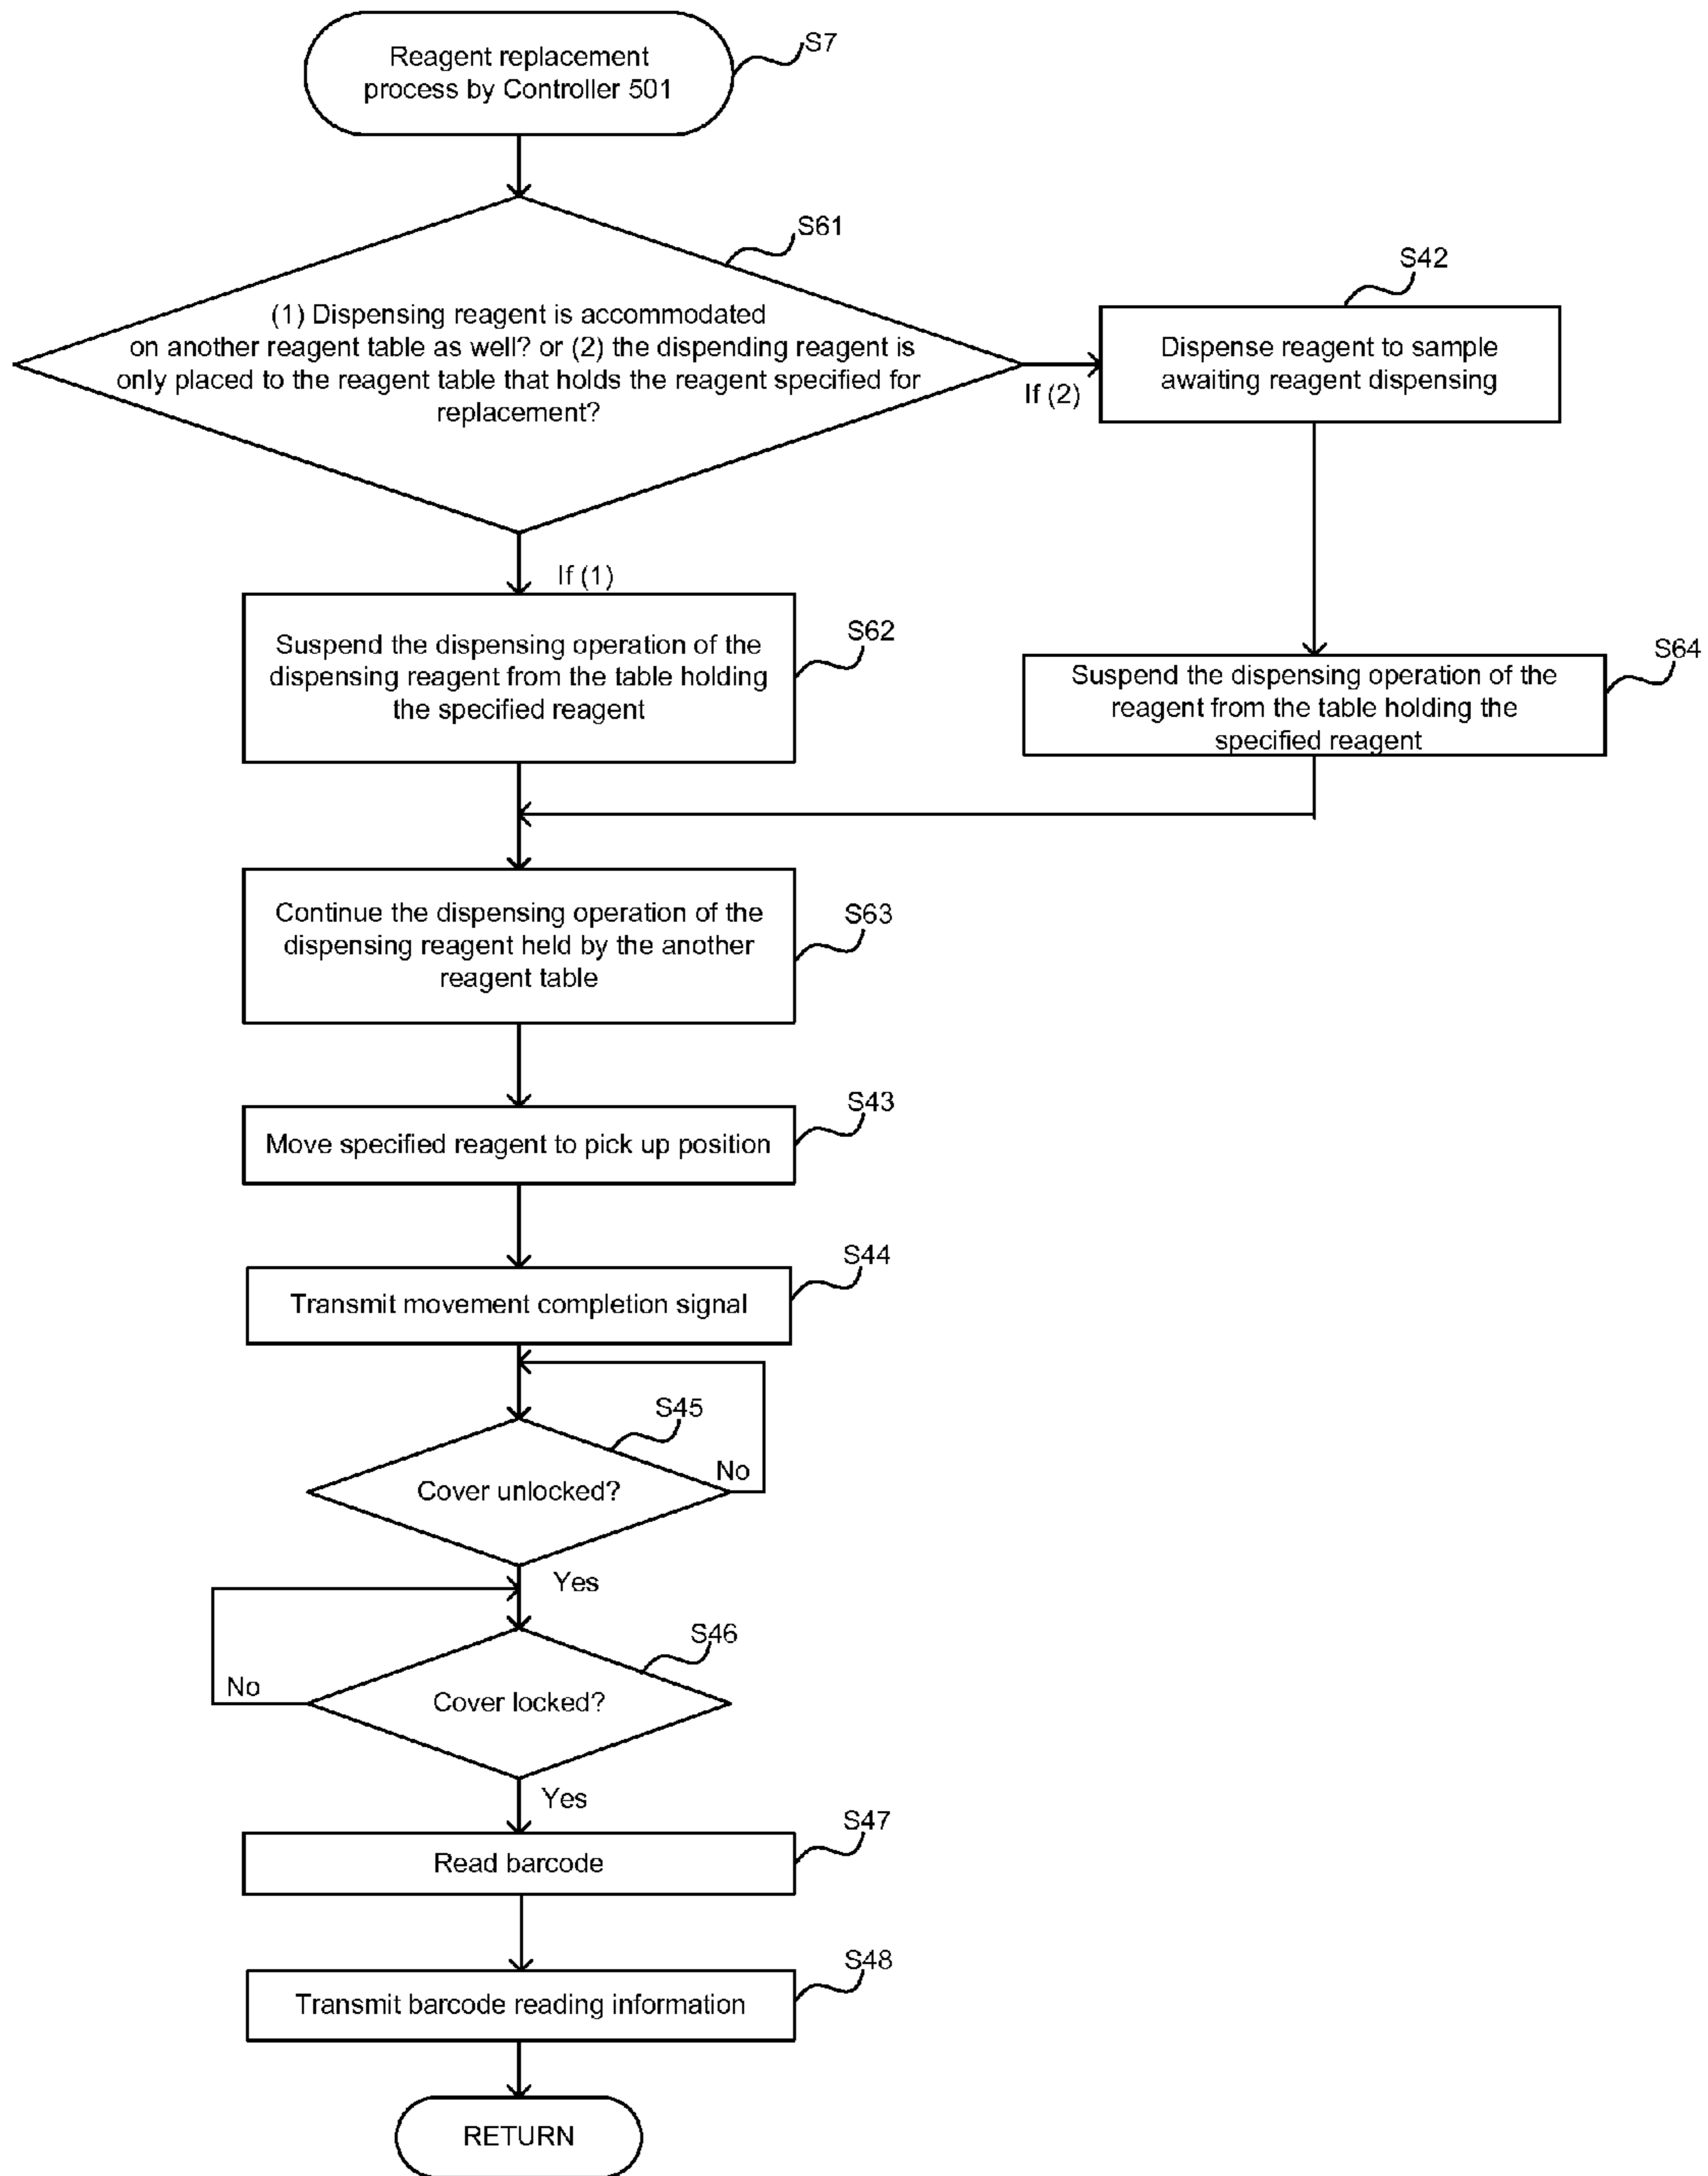 Reagent replacement
process by Controller 501
S7
S61
(1) Dispensing reagent is accommodated
on another reagent table as well? or (2) the dispending reagent is
only placed to the reagent table that holds the reagent specified for
replacement?
If (2)
S42
Dispense reagent to sample
awaiting reagent dispensing
If (1)
S62
Suspend the dispensing operation of the
dispensing reagent from the table holding
the specified reagent
S64
Suspend the dispensing operation of the
reagent from the table holding the
specified reagent
S63
Continue the dispensing operation of the
dispensing reagent held by the another
reagent table
S43
Move specified reagent to pick up position
S44
Transmit movement completion signal
S45
Cover unlocked?
No
Yes
S46
Cover locked?
No
Yes
S47
Read barcode
S48
Transmit barcode reading information
RETURN